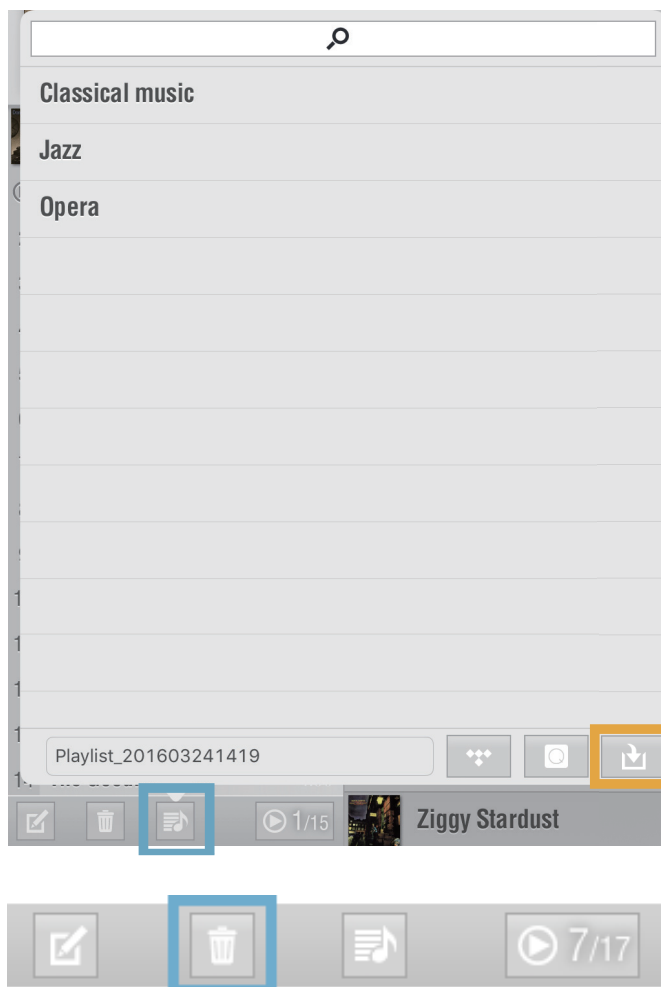 Classical music
Jazz
Opera
Playlist_201603241419
1/15
Ziggy Stardust
7/17